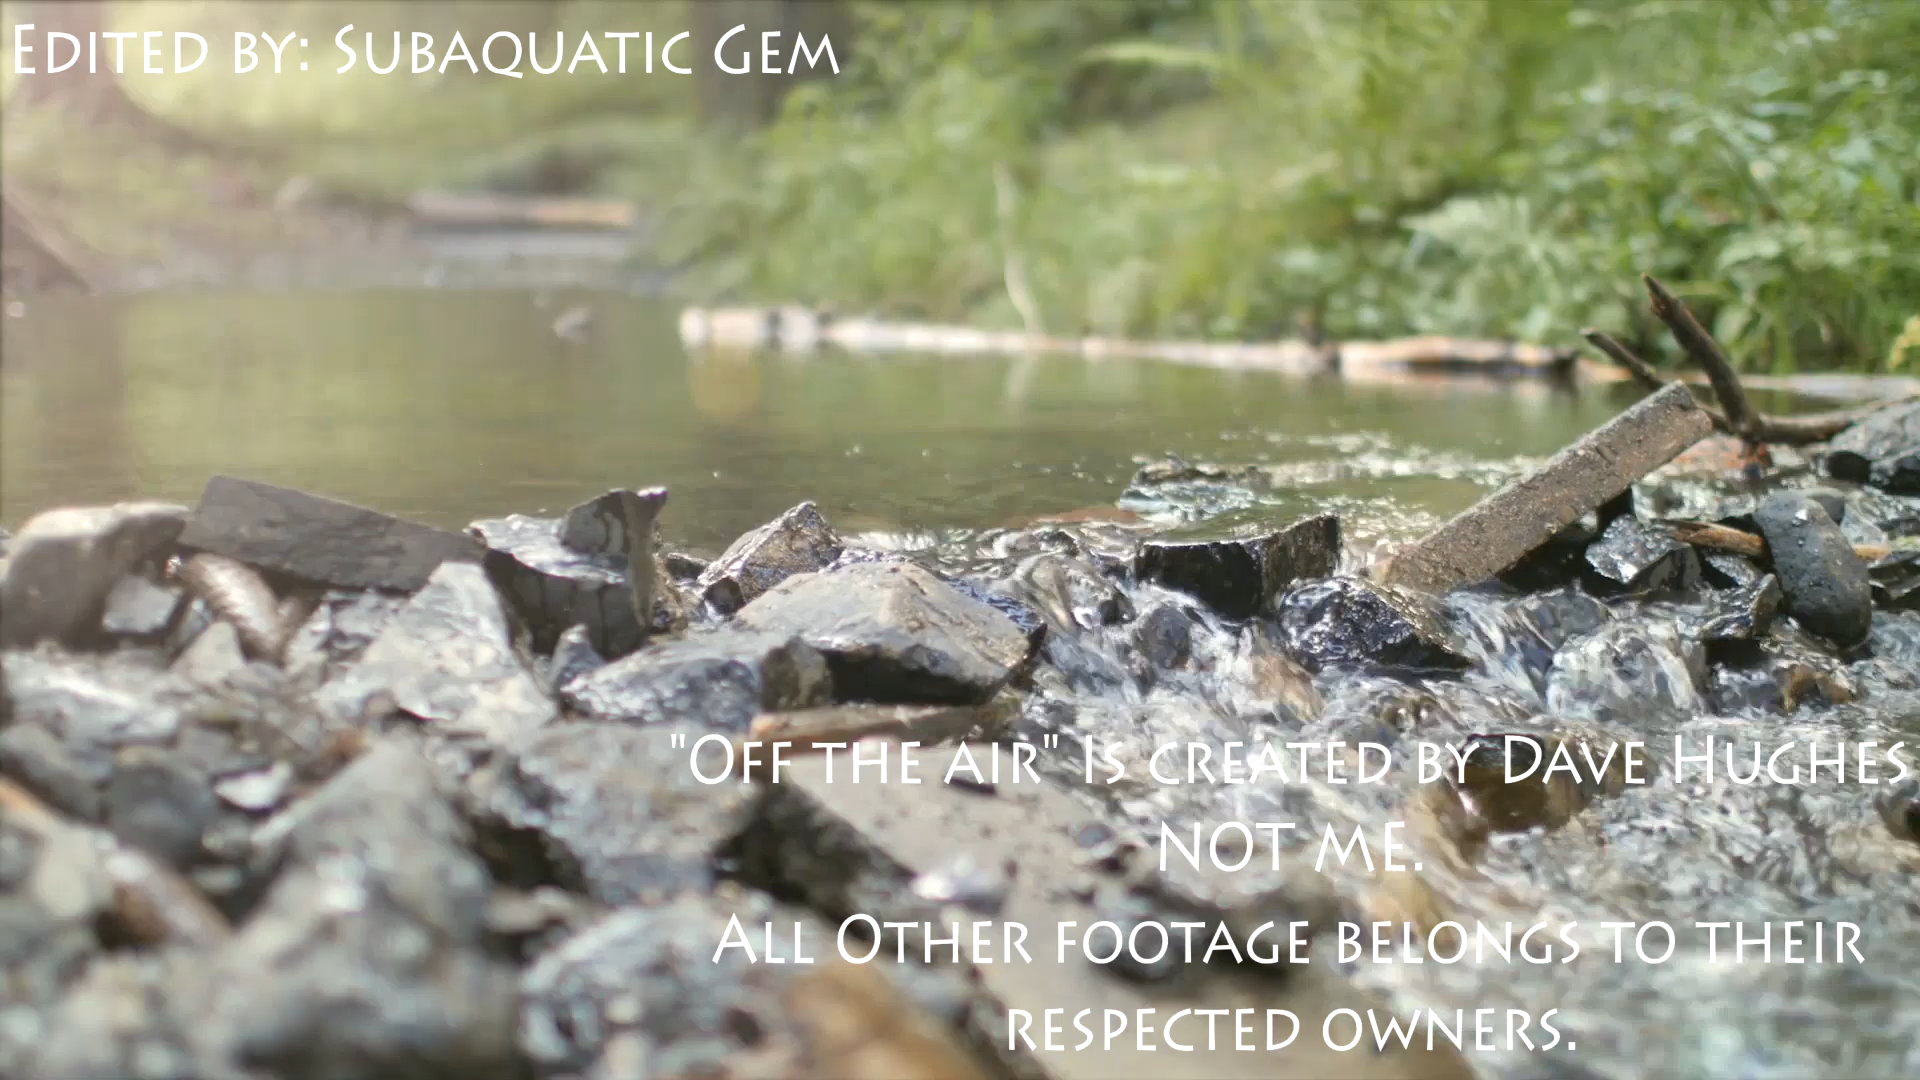 Edited by: Subaquatic Gem
"Off the air" Is created by Dave Hughes
NOT ME.
All Other footage belongs to their
respected owners.